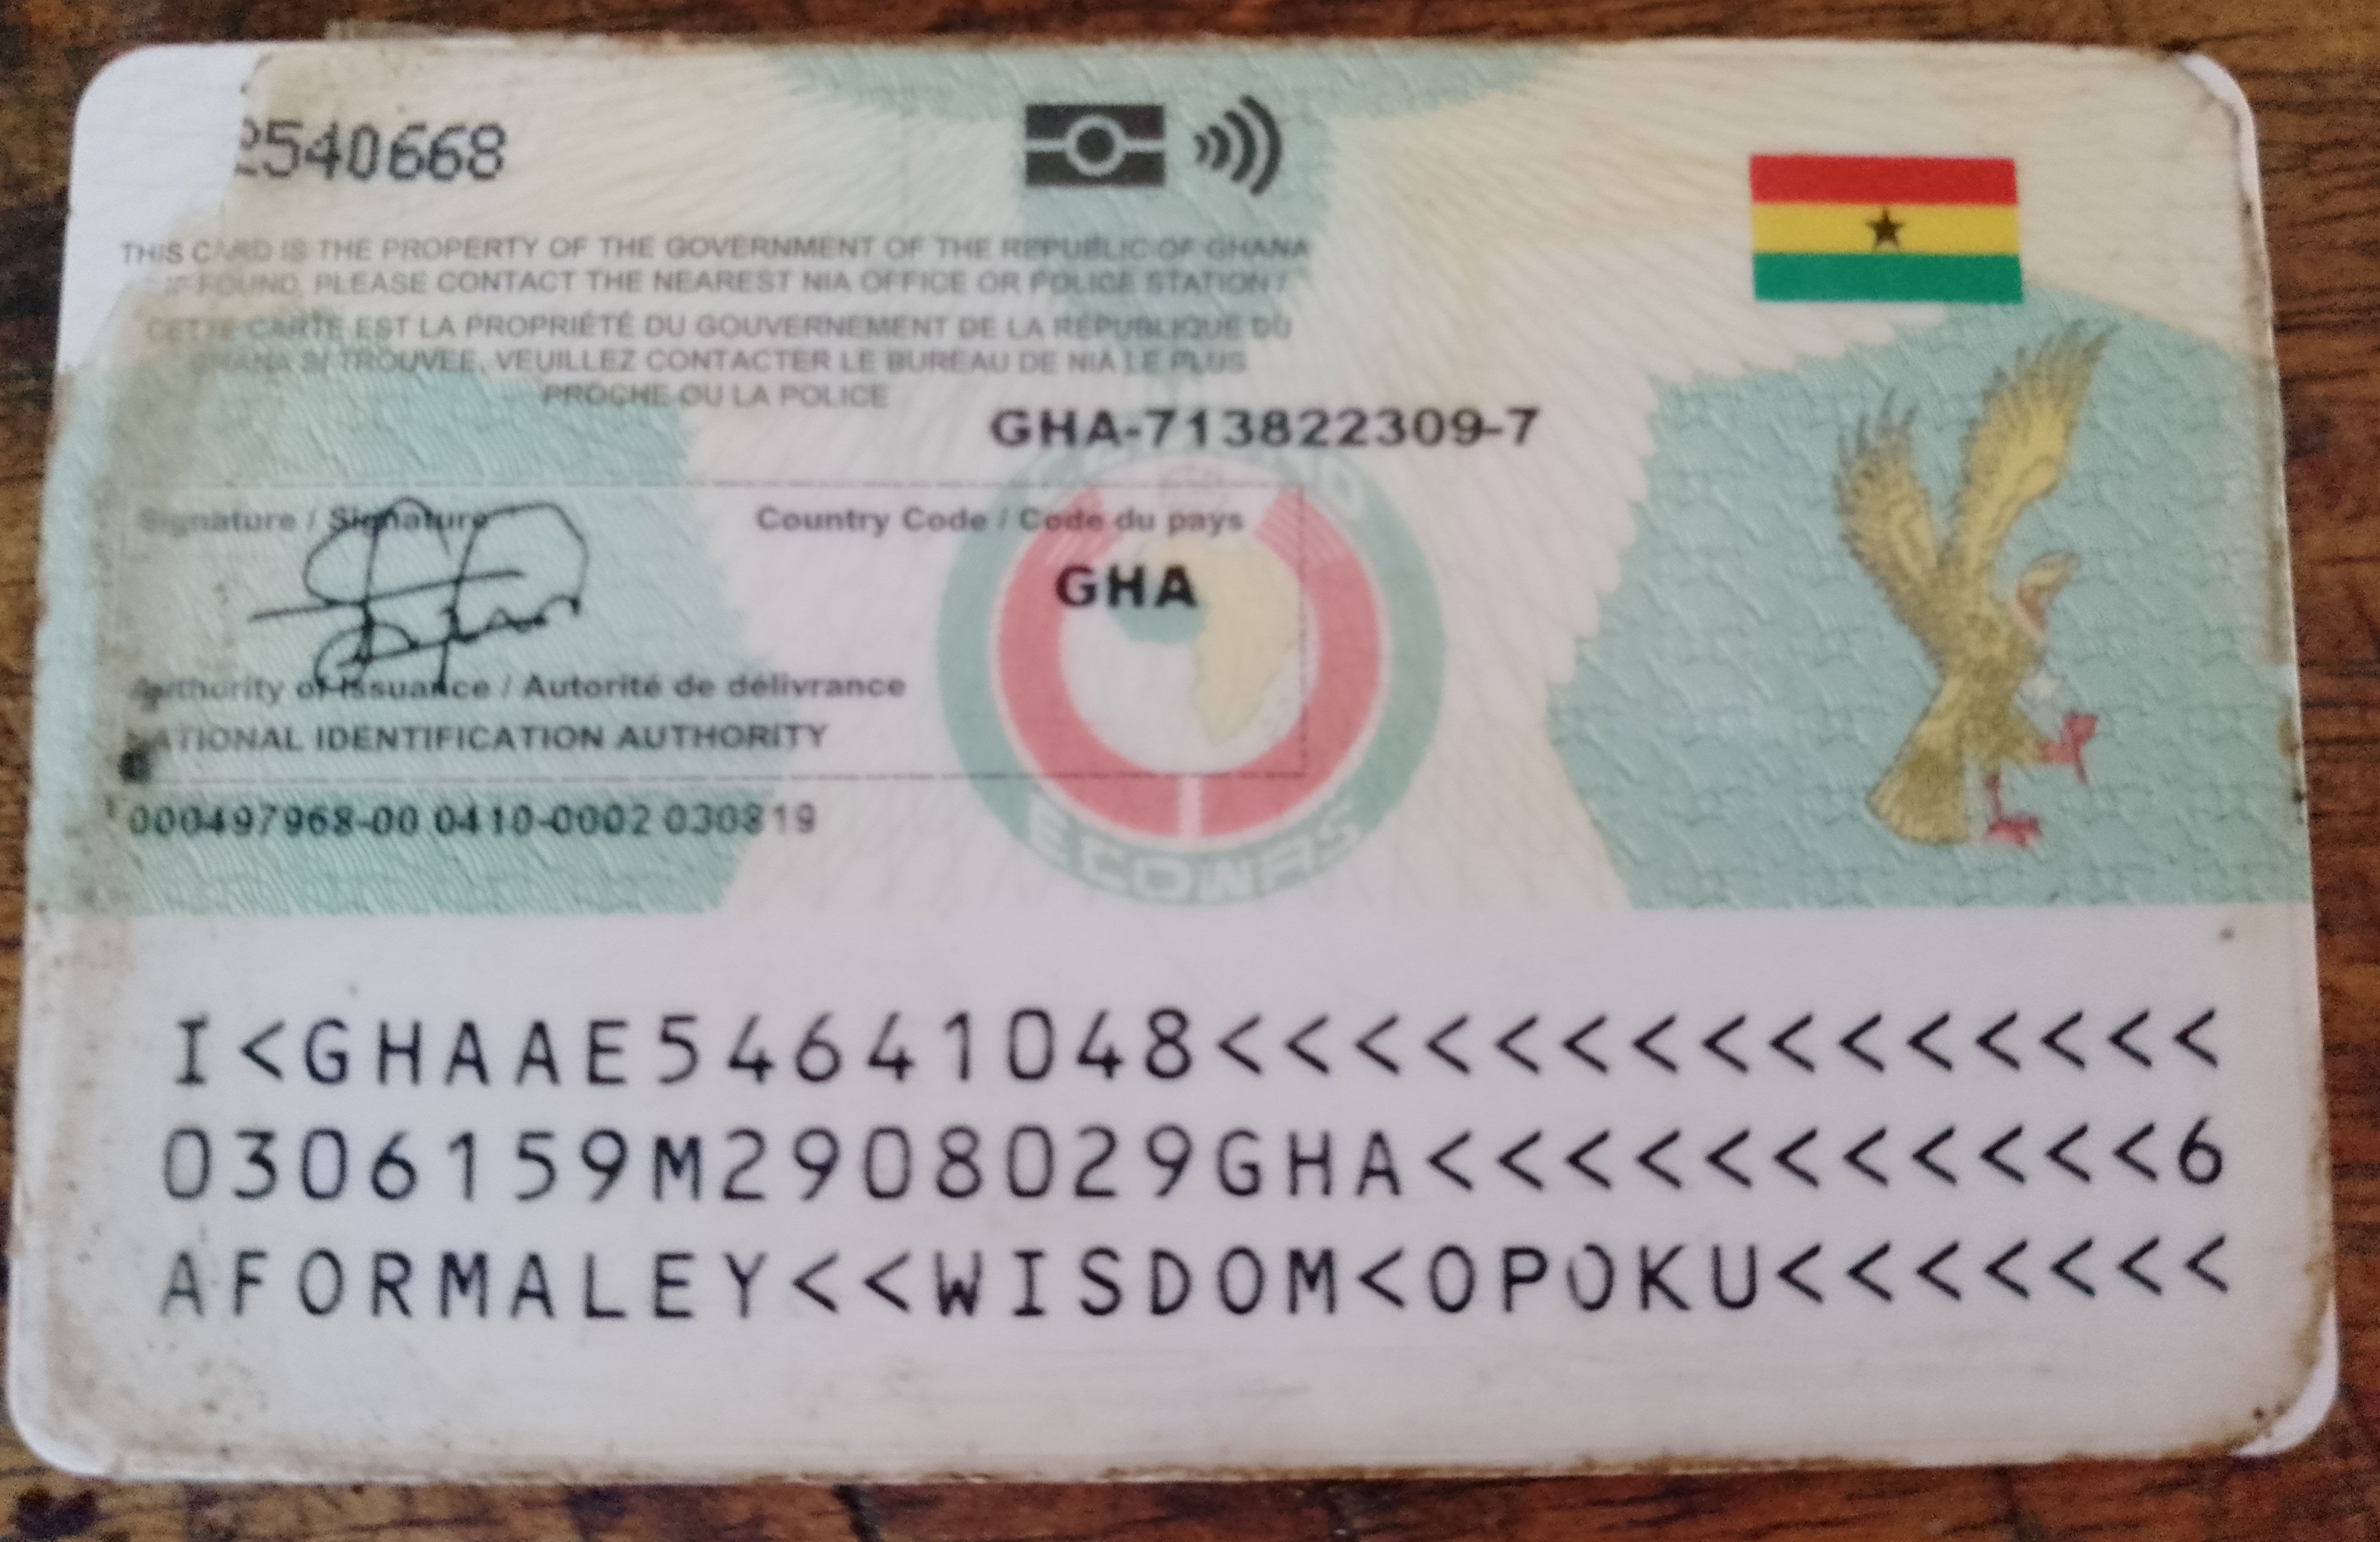 2540668
THIS CARD IS THE PROPERTY OF THE GOVERNMENT OF THE REPUBLIC OF GHANA
IF FOUND, PLEASE CONTACT THE NEAREST NIA OFFICE OR POLICE STATION /
CETTE CARTE EST LA PROPRIÉTÉ DU GOUVERNEMENT DE LA RÉPUBLIQUE DU
GHANA SI TROUVEE, VEUILLEZ CONTACTER LE BUREAU DE NIA LE PLUS
PROCHE OU LA POLICE
GHA-713822309-7
Signature / Signature
Country Code / Code du pays
GHA
Authority of Issuance / Autorité de délivrance
NATIONAL IDENTIFICATION AUTHORITY
000497968-00 0410-0002 030819
ECOWAS
I<GHAAE54641048<<<<<<<<<<<<<<<
0306159M2908029GHA<<<<<<<<<<<6
AFORMALEY<<WISDOM<OPOKU<<<<<<<